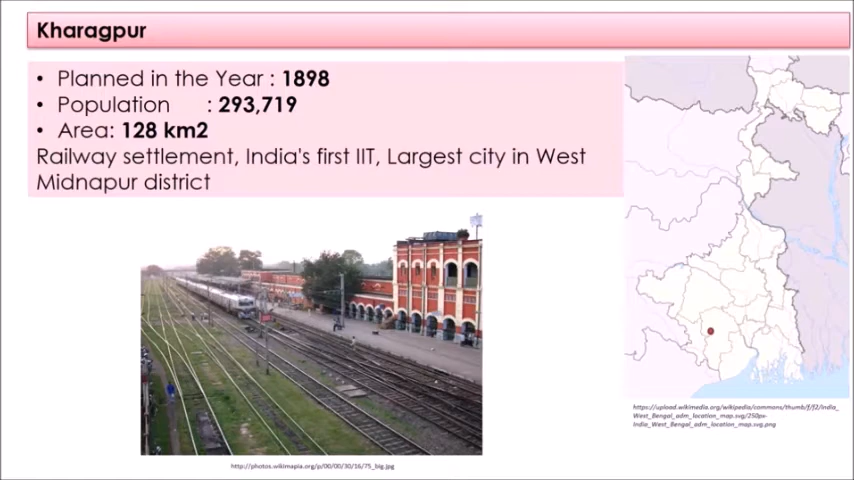 Kharagpur
• Planned in the Year : 1898
• Population : 293,719
• Area: 128 km2
Railway settlement, India's first IIT, Largest city in West
Midnapur district
https://upload.wikimedia.org/wikipedia/commons/thumb/f/f2/India_
West_Bengal_adm_location_map.svg/250px-
India_West_Bengal_adm_location_map.svg.png
http://photos.wikimapia.org/p/00/00/30/16/75_big.jpg